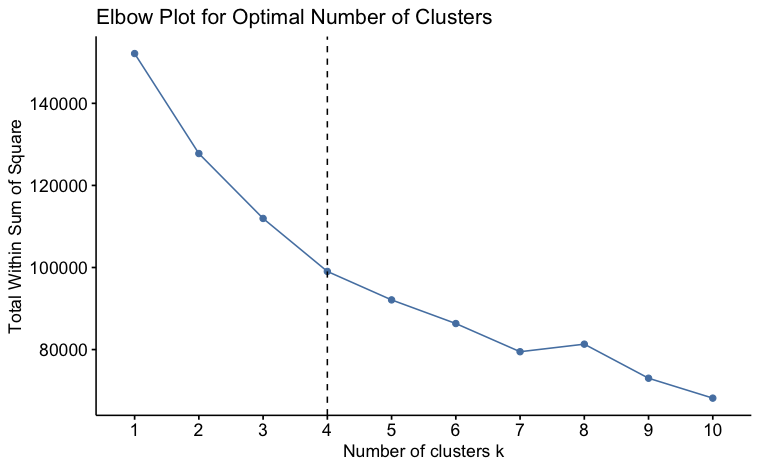 Elbow Plot for Optimal Number of Clusters
Total Within Sum of Square
140000
120000
100000
80000
1 2 3 4 5 6 7 8 9 10
Number of clusters k